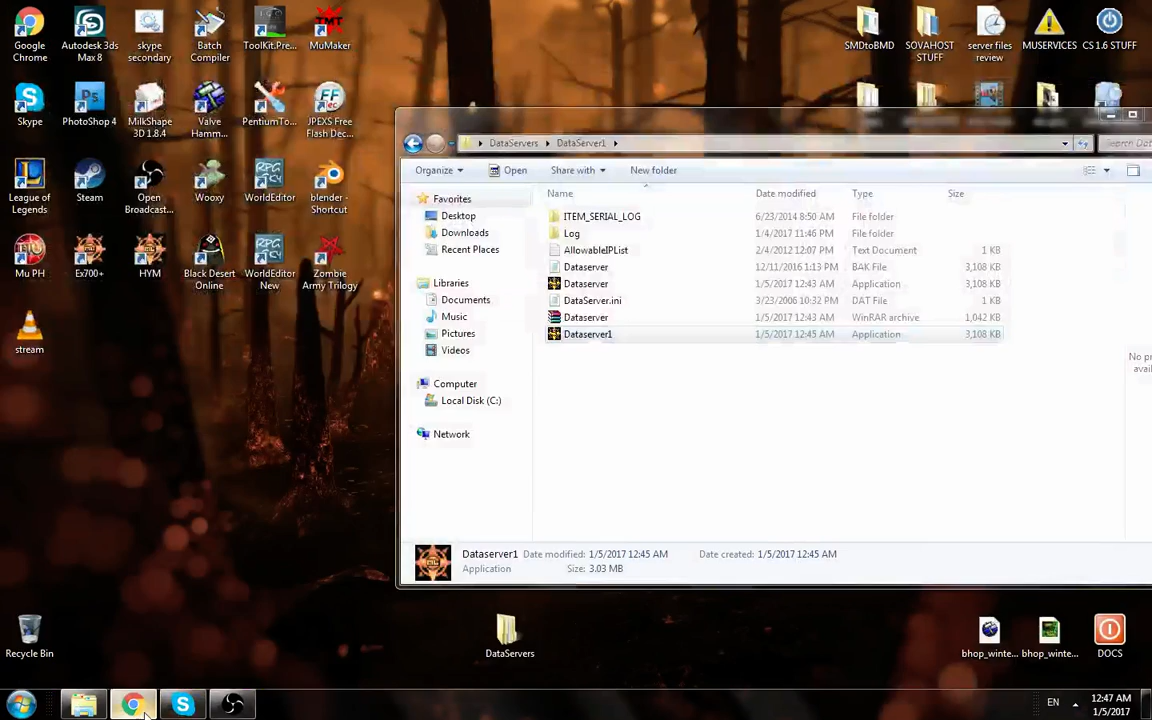 Google Chrome
Autodesk 3ds Max 8
skype secondary
Batch Compiler
ToolKit.Pre...
MuMaker
SMDtoBMD
SOVAHOST STUFF
server files review
MUSERVICES
CS 1.6 STUFF
Skype
PhotoShop 4
MilkShape 3D 1.8.4
Valve Hamm...
PentiumTo...
JPEXS Free Flash Dec...
League of Legends
Steam
Open Broadcast...
Wooxy
WorldEditor
blender - Shortcut
Mu PH
Ex700+
HYM
Black Desert Online
WorldEditor New
Zombie Army Trilogy
stream
DataServers
DataServer1
Search Dat
Organize
Open
Share with
New folder
Favorites
Desktop
Downloads
Recent Places
Libraries
Documents
Music
Pictures
Videos
Computer
Local Disk (C:)
Network
Name Date modified Type Size
ITEM_SERIAL_LOG 6/23/2014 8:50 AM File folder
Log 1/4/2017 11:46 PM File folder
AllowableIPList 2/4/2012 12:07 PM Text Document 1 KB
Dataserver 12/11/2016 1:13 PM BAK File 3,108 KB
Dataserver 1/5/2017 12:43 AM Application 3,108 KB
DataServer.ini 3/23/2006 10:32 PM DAT File 1 KB
Dataserver 1/5/2017 12:43 AM WinRAR archive 1,042 KB
Dataserver1 1/5/2017 12:45 AM Application 3,108 KB
No pr
avail
Dataserver1 Date modified: 1/5/2017 12:45 AM Date created: 1/5/2017 12:45 AM
Application Size: 3.03 MB
Recycle Bin
DataServers
bhop_winte...
bhop_winte...
DOCS
EN
12:47 AM
1/5/2017